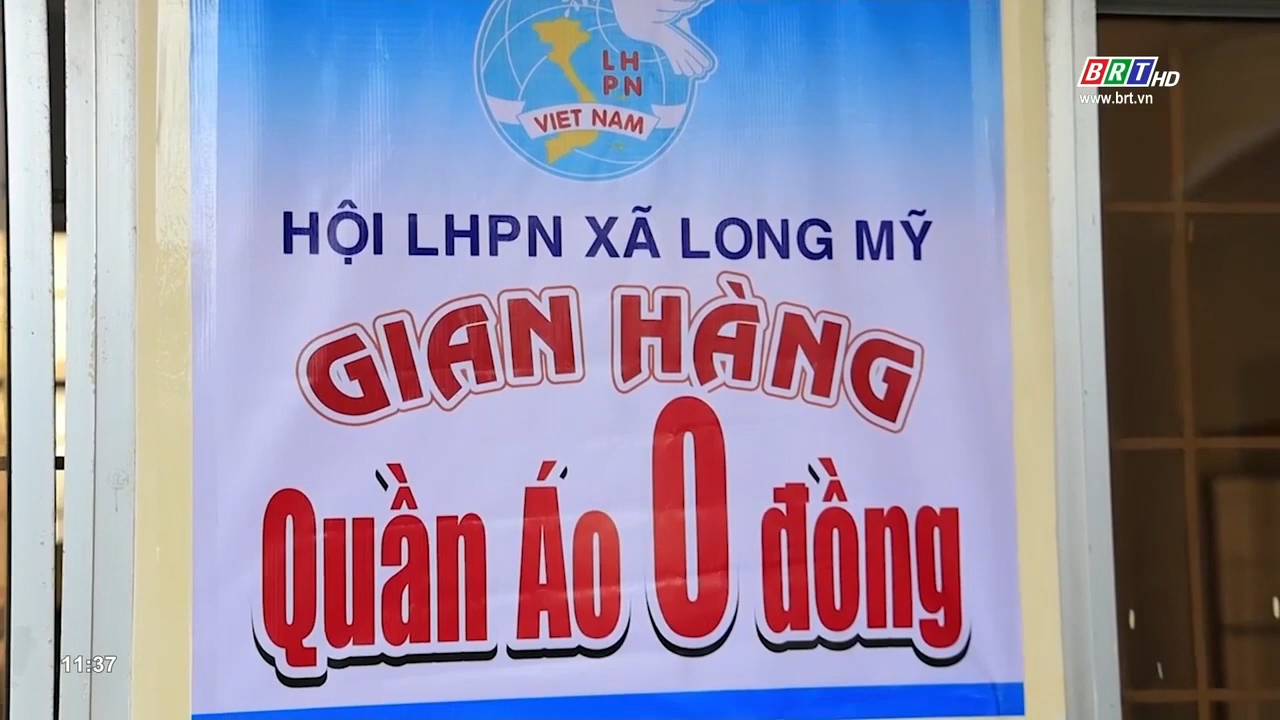 LH
PN
VIET NAM
BRT HD
www.brt.vn
HỘI LHPN XÃ LONG MỸ
GIAN HÀNG
Quần Áo 0 đồng
11:37